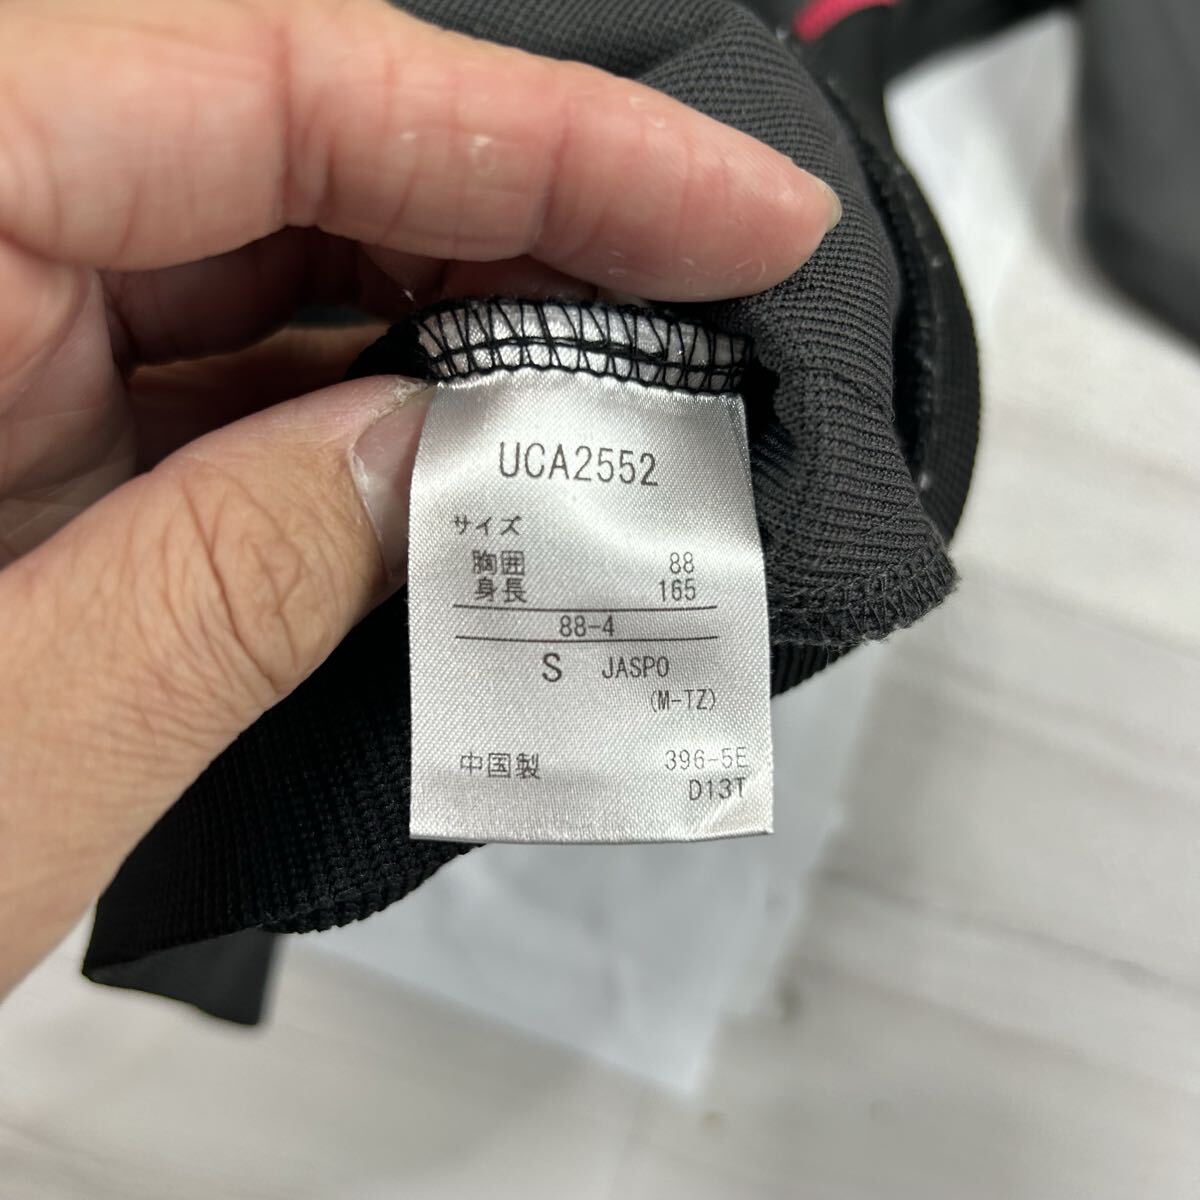 UCA2552
サイズ
胸囲 88
身長 165
88-4
S JASPO
(M-TZ)
中国製 396-5E
D13T